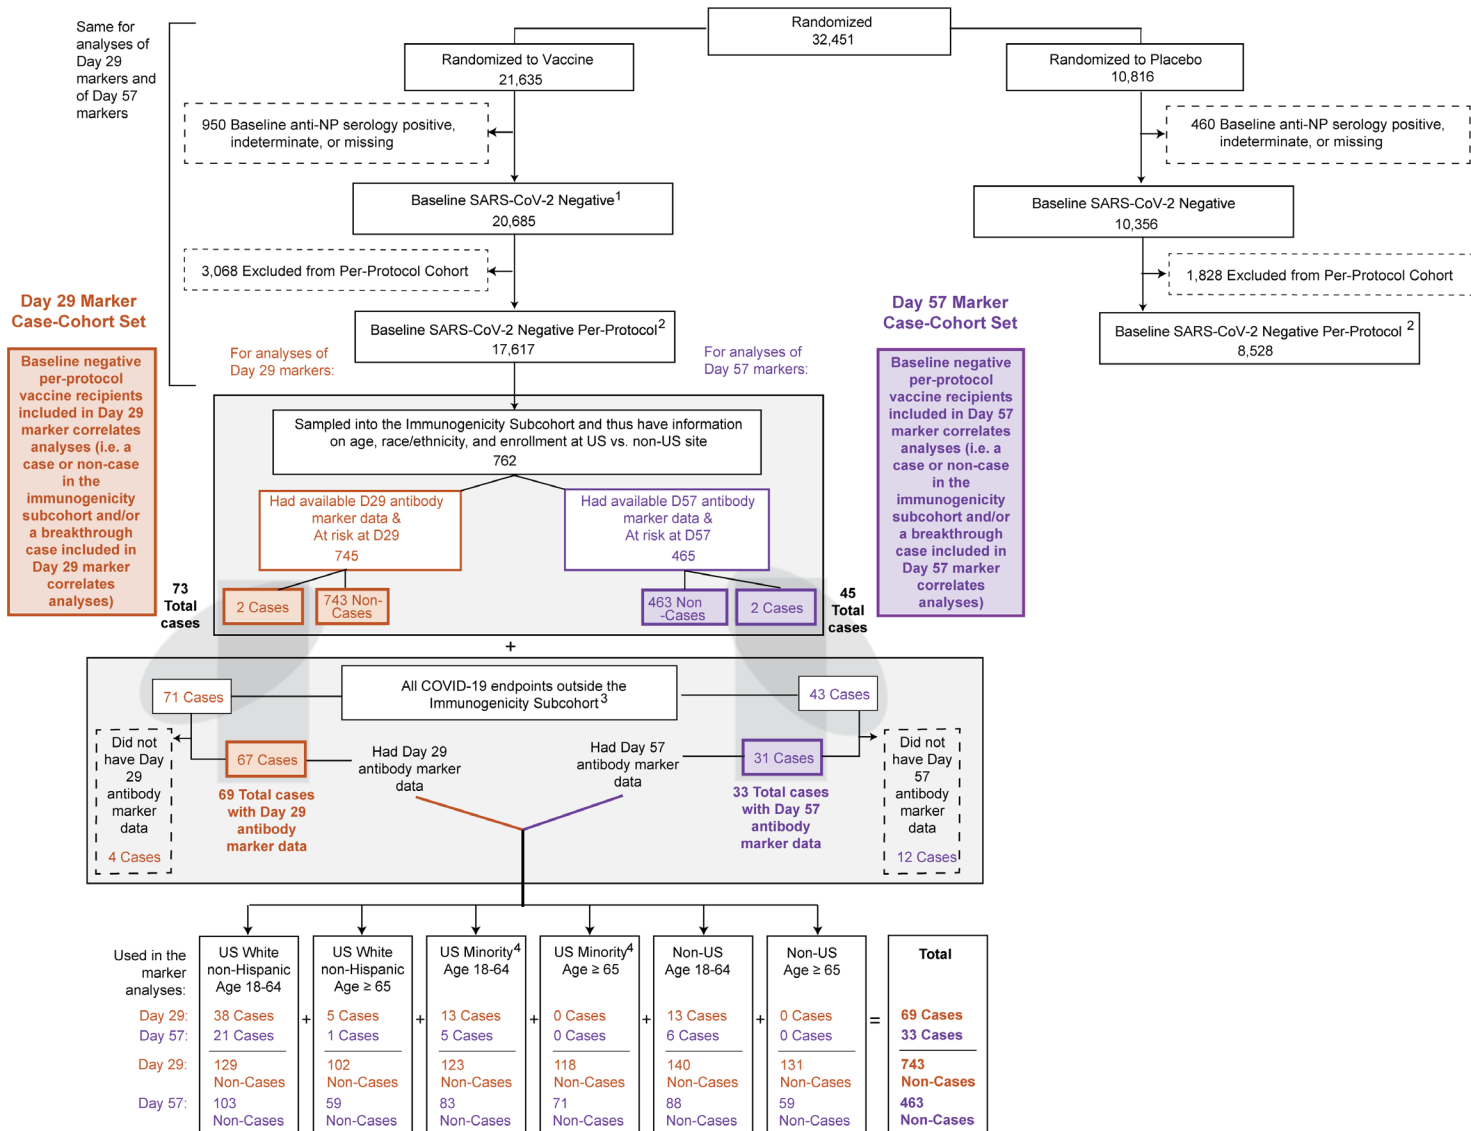 Same for
analyses of
Day 29
markers and
of Day 57
markers
Randomized
32,451
Randomized to Vaccine
21,635
Randomized to Placebo
10,816
950 Baseline anti-NP serology positive,
indeterminate, or missing
460 Baseline anti-NP serology positive,
indeterminate, or missing
Baseline SARS-CoV-2 Negative1
20,685
Baseline SARS-CoV-2 Negative
10,356
3,068 Excluded from Per-Protocol Cohort
1,828 Excluded from Per-Protocol Cohort
Baseline SARS-CoV-2 Negative Per-Protocol2
17,617
Baseline SARS-CoV-2 Negative Per-Protocol 2
8,528
Day 29 Marker
Case-Cohort Set
Baseline negative
per-protocol
vaccine recipients
included in Day 29
marker correlates
analyses (i.e. a
case or non-case
in the
immunogenicity
subcohort and/or
a breakthrough
case included in
Day 29 marker
correlates
analyses)
For analyses of
Day 29 markers:
For analyses of
Day 57 markers:
Day 57 Marker
Case-Cohort Set
Baseline negative
per-protocol
vaccine recipients
included in Day 57
marker correlates
analyses (i.e. a
case or non-case
in the
immunogenicity
subcohort and/or
a breakthrough
case included in
Day 57 marker
correlates
analyses)
Sampled into the Immunogenicity Subcohort and thus have information
on age, race/ethnicity, and enrollment at US vs. non-US site
762
Had available D29 antibody
marker data &
At risk at D29
745
Had available D57 antibody
marker data &
At risk at D57
465
73
Total
cases
2 Cases
743 Non-
Cases
463 Non
-Cases
2 Cases
45
Total
cases
+
71 Cases
All COVID-19 endpoints outside the
Immunogenicity Subcohort3
43 Cases
Did not
have Day
29
antibody
marker
data
4 Cases
67 Cases
Had Day 29
antibody marker
data
Had Day 57
antibody marker
data
31 Cases
Did not
have Day
57
antibody
marker
data
12 Cases
69 Total cases
with Day 29
antibody
marker data
33 Total cases
with Day 57
antibody
marker data
Used in the
marker
analyses:
US White
non-Hispanic
Age 18-64
US White
non-Hispanic
Age ≥ 65
US Minority4
Age 18-64
US Minority4
Age ≥ 65
Non-US
Age 18-64
Non-US
Age ≥ 65
Total
Day 29: 38 Cases 5 Cases 13 Cases 0 Cases 13 Cases 0 Cases 69 Cases
+ + + + + =
Day 57: 21 Cases 1 Cases 5 Cases 0 Cases 6 Cases 0 Cases 33 Cases
Day 29: 129 102 123 118 140 131 743
Non-Cases Non-Cases Non-Cases Non-Cases Non-Cases Non-Cases Non-Cases
Day 57: 103 59 83 71 88 59 463
Non-Cases Non-Cases Non-Cases Non-Cases Non-Cases Non-Cases Non-Cases